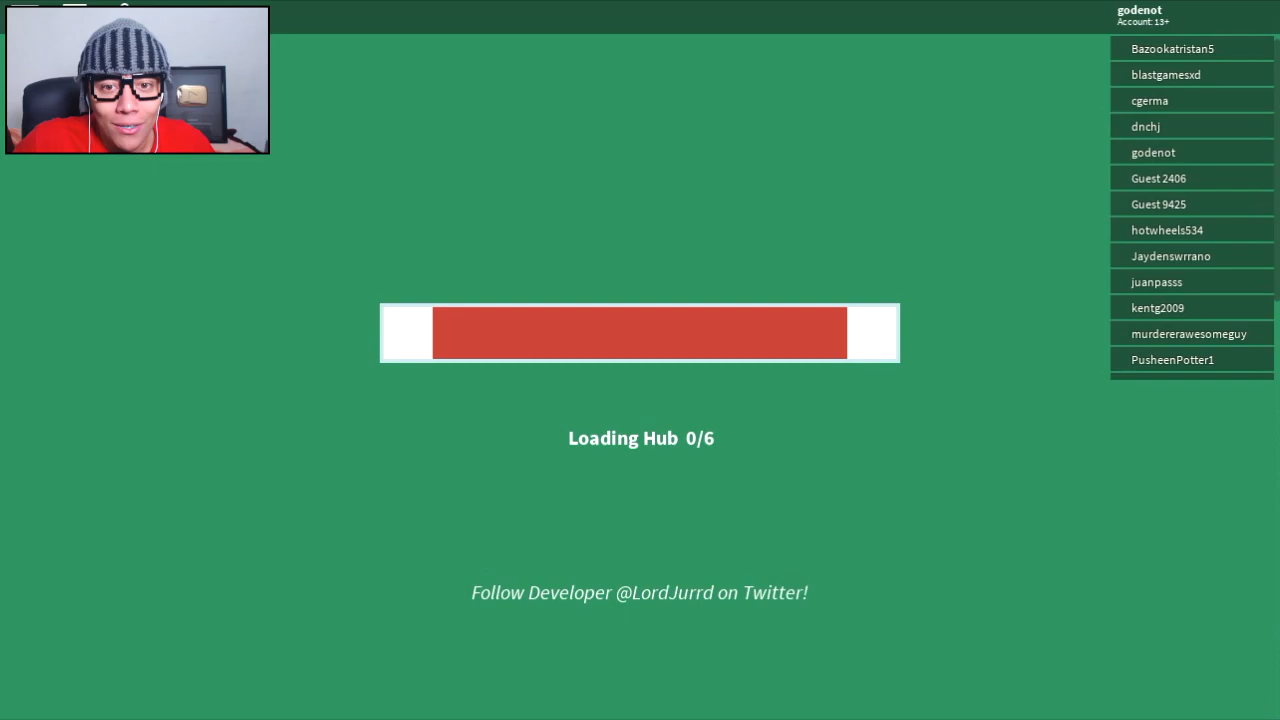 godenot
Account: 13+
Bazookatristan5
blastgamesxd
cgerma
dnchj
godenot
Guest 2406
Guest 9425
hotwheels534
Jaydenswrrano
juanpasss
kentg2009
murdererawesomeguy
PusheenPotter1
Loading Hub 0/6
Follow Developer @LordJurrd on Twitter!